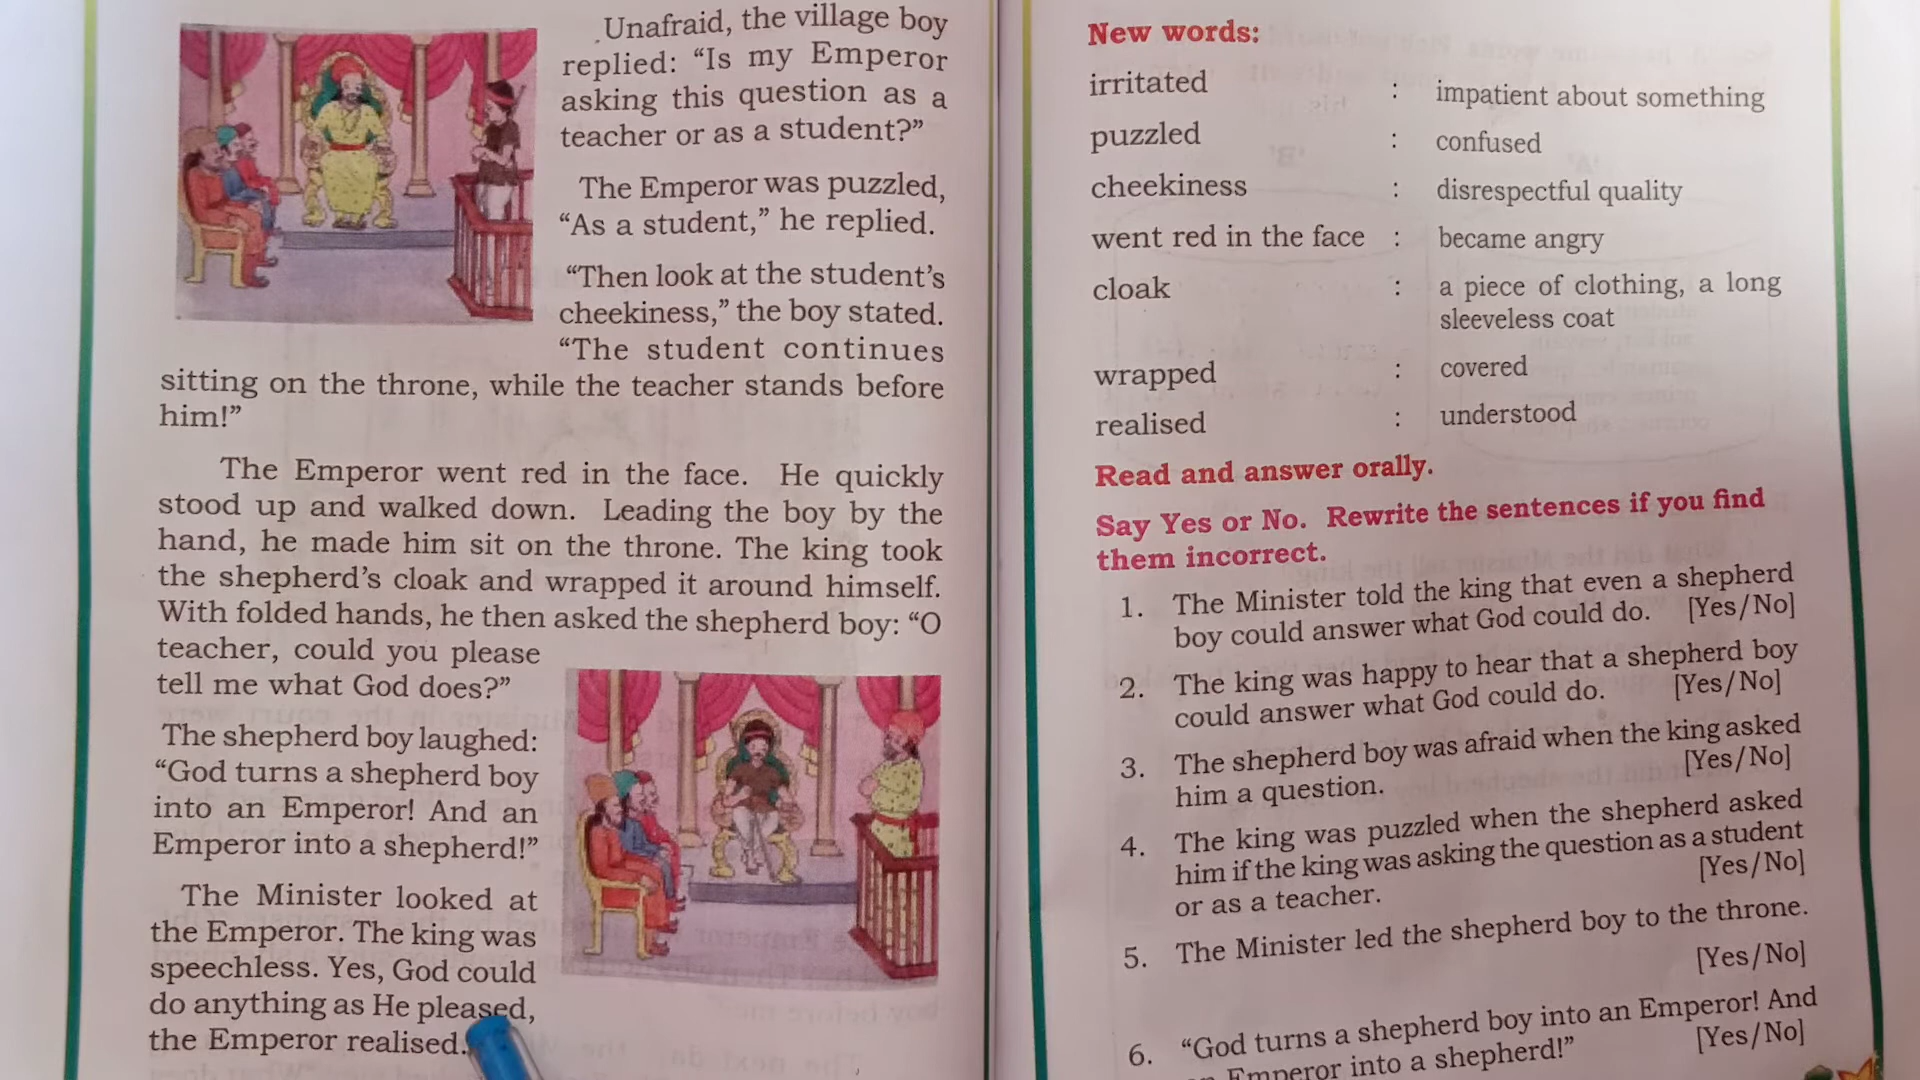 Unafraid, the village boy
replied: “Is my Emperor
asking this question as a
teacher or as a student?”
The Emperor was puzzled,
“As a student,” he replied.
“Then look at the student’s
cheekiness,” the boy stated.
“The student continues
sitting on the throne, while the teacher stands before
him!”
The Emperor went red in the face. He quickly
stood up and walked down. Leading the boy by the
hand, he made him sit on the throne. The king took
the shepherd’s cloak and wrapped it around himself.
With folded hands, he then asked the shepherd boy: “O
teacher, could you please
tell me what God does?”
The shepherd boy laughed:
“God turns a shepherd boy
into an Emperor! And an
Emperor into a shepherd!”
The Minister looked at
the Emperor. The king was
speechless. Yes, God could
do anything as He pleased,
the Emperor realised.
New words:
irritated : impatient about something
puzzled : confused
cheekiness : disrespectful quality
went red in the face : became angry
cloak : a piece of clothing, a long
sleeveless coat
wrapped : covered
realised : understood
Read and answer orally.
Say Yes or No. Rewrite the sentences if you find
them incorrect.
1. The Minister told the king that even a shepherd
boy could answer what God could do. [Yes/No]
2. The king was happy to hear that a shepherd boy
could answer what God could do. [Yes/No]
3. The shepherd boy was afraid when the king asked
him a question. [Yes/No]
4. The king was puzzled when the shepherd asked
him if the king was asking the question as a student
or as a teacher. [Yes/No]
5. The Minister led the shepherd boy to the throne.
[Yes/No]
6. “God turns a shepherd boy into an Emperor! And
Emperor into a shepherd!” [Yes/No]